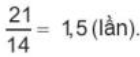 21/14 = 1,5 (lần).